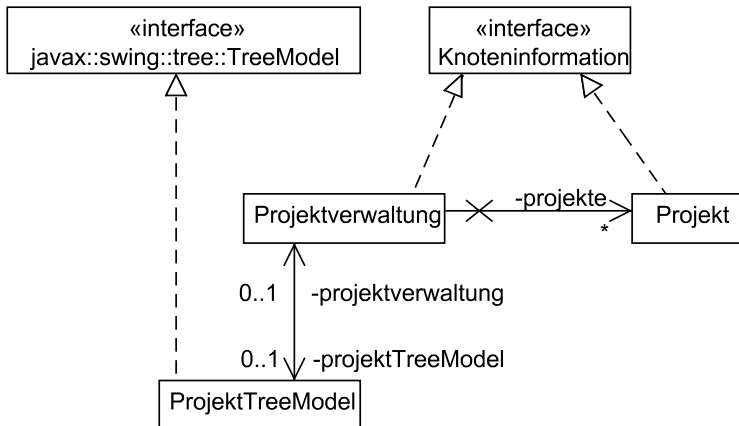 «interface»
javax::swing::tree::TreeModel
«interface»
Knoteninformation
Projektverwaltung
-projekte
*
Projekt
0..1
-projektverwaltung
0..1
-projektTreeModel
ProjektTreeModel